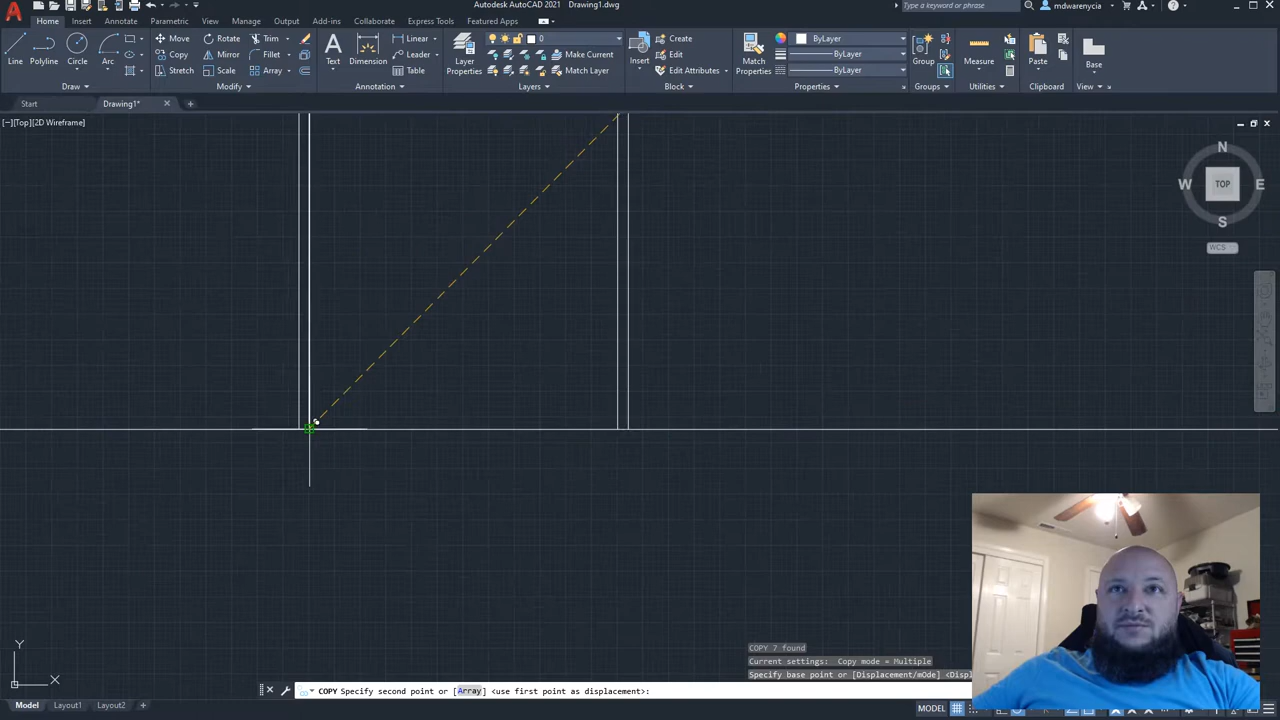 Autodesk AutoCAD 2021 Drawing1.dwg
Type a keyword or phrase
mdwarenycia
Home Insert Annotate Parametric View Manage Output Add-ins Collaborate Express Tools Featured Apps
Move Rotate Trim
Copy Mirror
Stretch Scale Array
Line Polyline Circle Arc
Text Dimension
Linear
Leader
Table
Layer Properties
0
Make Current
Match Layer
Insert
Create
Edit
Edit Attributes
Match Properties
ByLayer
ByLayer
ByLayer
Group Measure Paste Base
Draw Modify Annotation Layers Block Properties Groups Utilities Clipboard View
Start Drawing1*
[−][Top][2D Wireframe]
N
W TOP E
S
WCS
Y
X
COPY 7 found
Current settings: Copy mode = Multiple
Specify base point or [Displacement/mOde] <Displ
COPY Specify second point or [Array] <use first point as displacement>:
Model Layout1 Layout2
MODEL